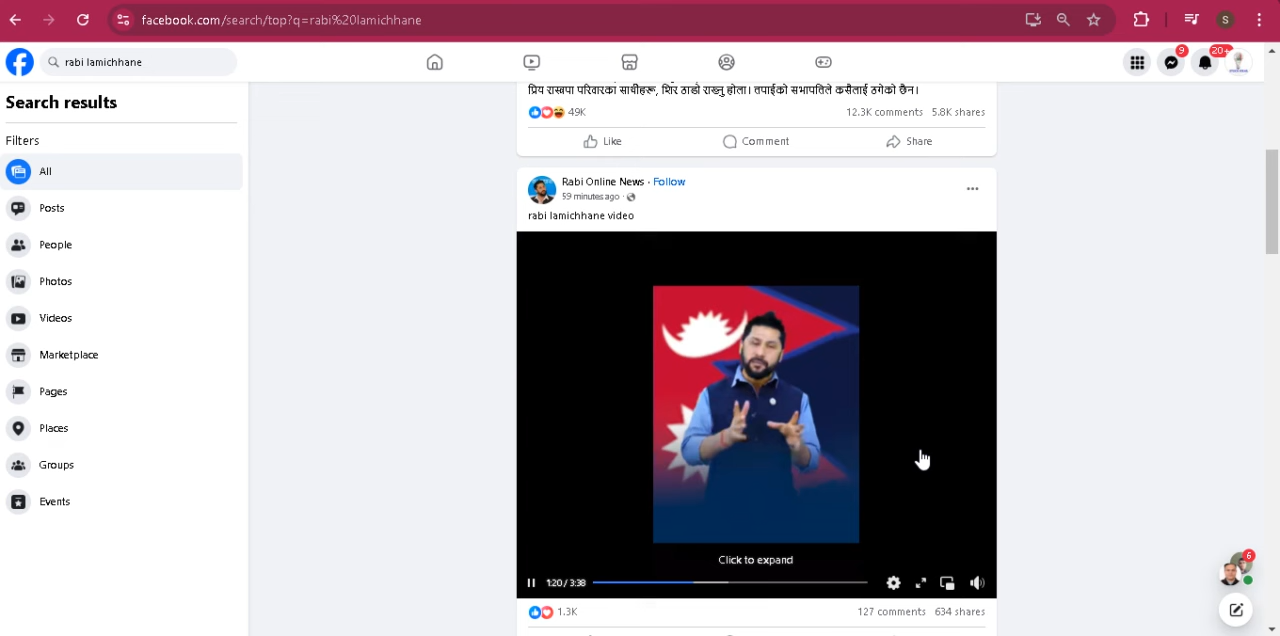 facebook.com/search/top?q=rabi%20lamichhane
S
rabi lamichhane
9
20+
Search results
Filters
All
Posts
People
Photos
Videos
Marketplace
Pages
Places
Groups
Events
प्रिय रास्वपा परिवारका साथीहरू, शिर ठाडो राख्नु होला। तपाईंको सभापतिले कसैलाई ठगेको छैन।
49K
12.3K comments 5.8K shares
Like Comment Share
Rabi Online News · Follow
59 minutes ago ·
rabi lamichhane video
Click to expand
1:20 / 3:38
1.3K
127 comments 634 shares
6